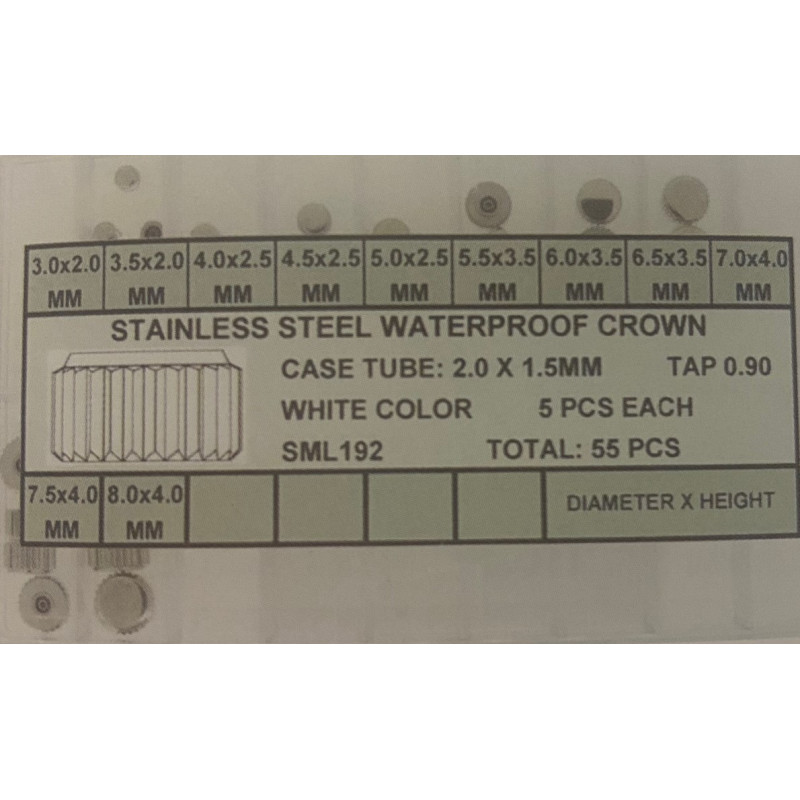 3.0x2.0 3.5x2.0 4.0x2.5 4.5x2.5 5.0x2.5 5.5x3.5 6.0x3.5 6.5x3.5 7.0x4.0
MM MM MM MM MM MM MM MM MM
STAINLESS STEEL WATERPROOF CROWN
CASE TUBE: 2.0 X 1.5MM TAP 0.90
WHITE COLOR 5 PCS EACH
SML192 TOTAL: 55 PCS
7.5x4.0 8.0x4.0 DIAMETER X HEIGHT
MM MM